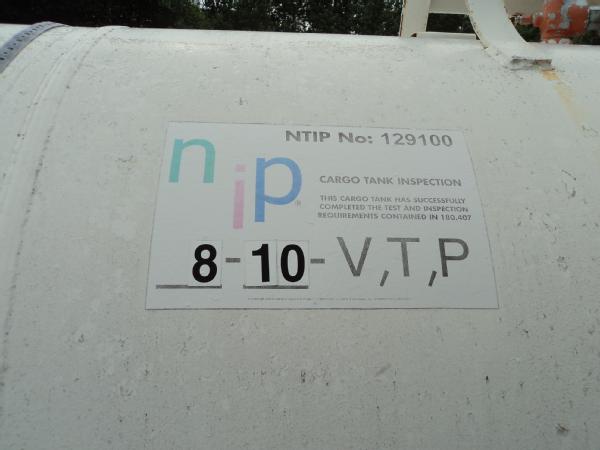 NTIP No: 129100
nip
CARGO TANK INSPECTION
THIS CARGO TANK HAS SUCCESSFULLY
COMPLETED THE TEST AND INSPECTION
REQUIREMENTS CONTAINED IN 180.407
8-10-V,T,P